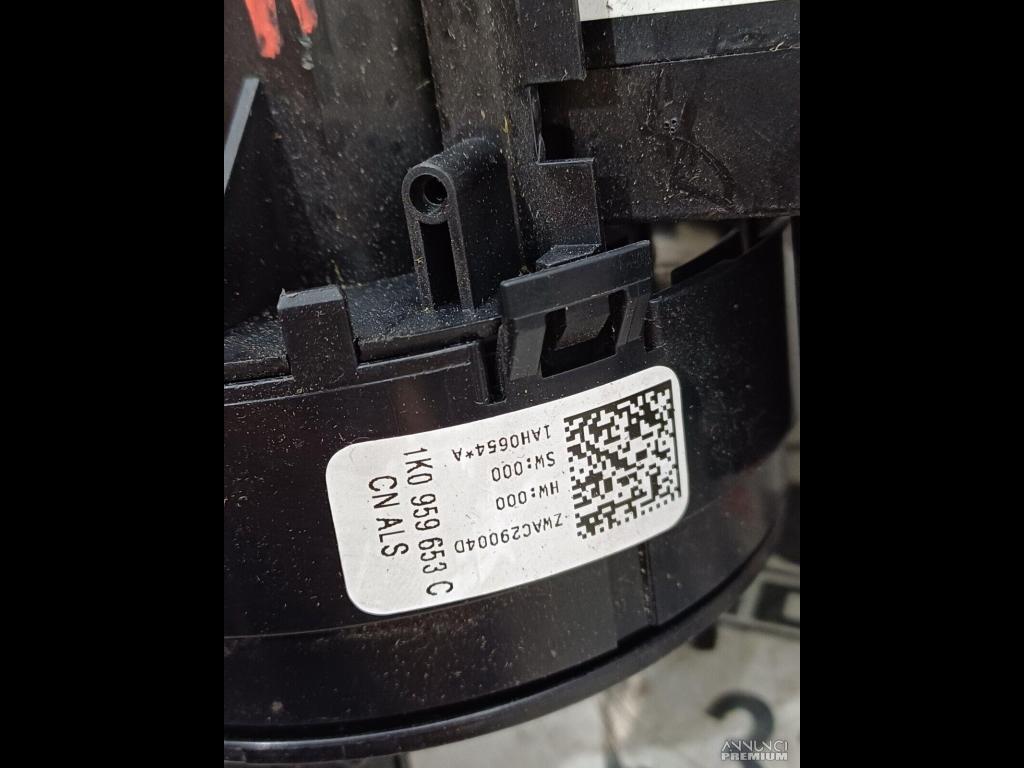 1K0 959 653 C
CN ALS
1AH0654*A
SW:000
HW:000
ZWAC29004D
ANNUNCI
PREMIUM